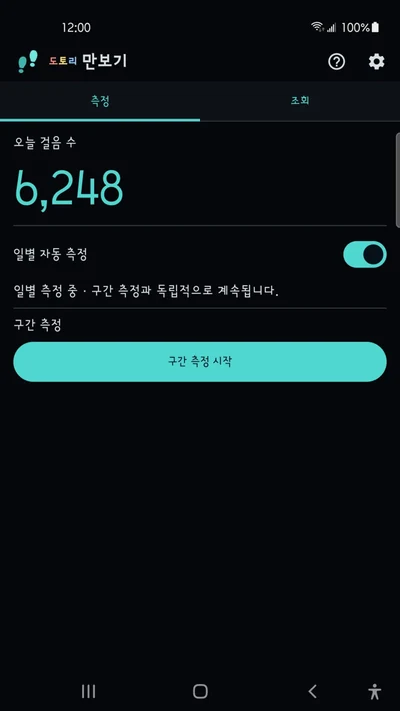 12:00
100%
도토리 만보기
측정
조회
오늘 걸음 수
6,248
일별 자동 측정
일별 측정 중 · 구간 측정과 독립적으로 계속됩니다.
구간 측정
구간 측정 시작